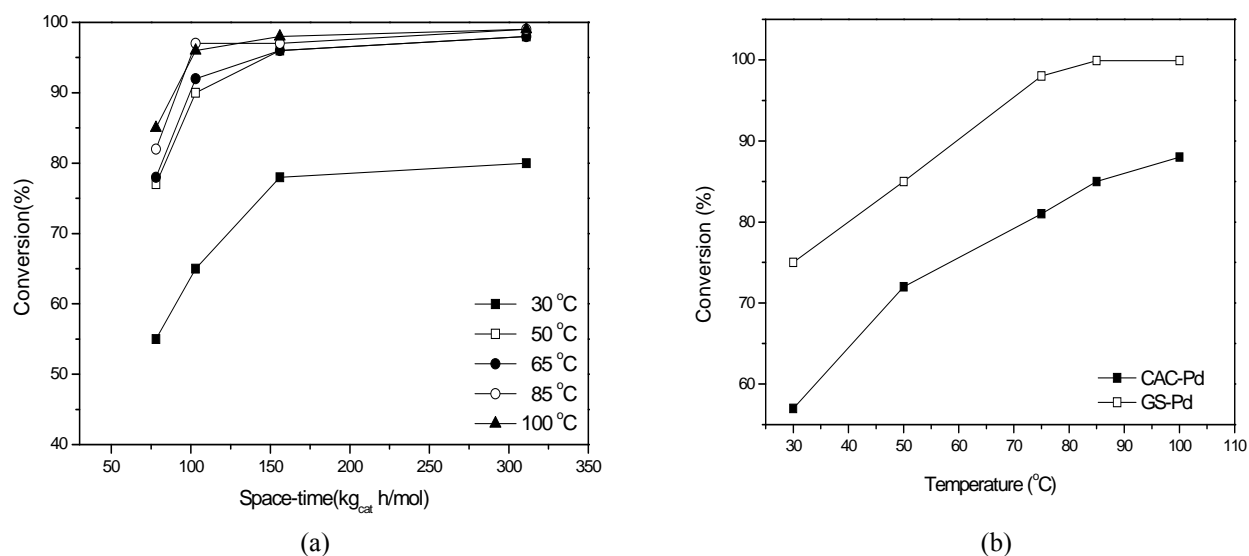 100
90
80
70
60
50
40
50
100
150
200
250
300
350
Conversion(%)
Space-time(kg_cat h/mol)
30 °C
50 °C
65 °C
85 °C
100 °C
(a)
100
90
80
70
60
30
40
50
60
70
80
90
100
110
Conversion (%)
Temperature (°C)
CAC-Pd
GS-Pd
(b)